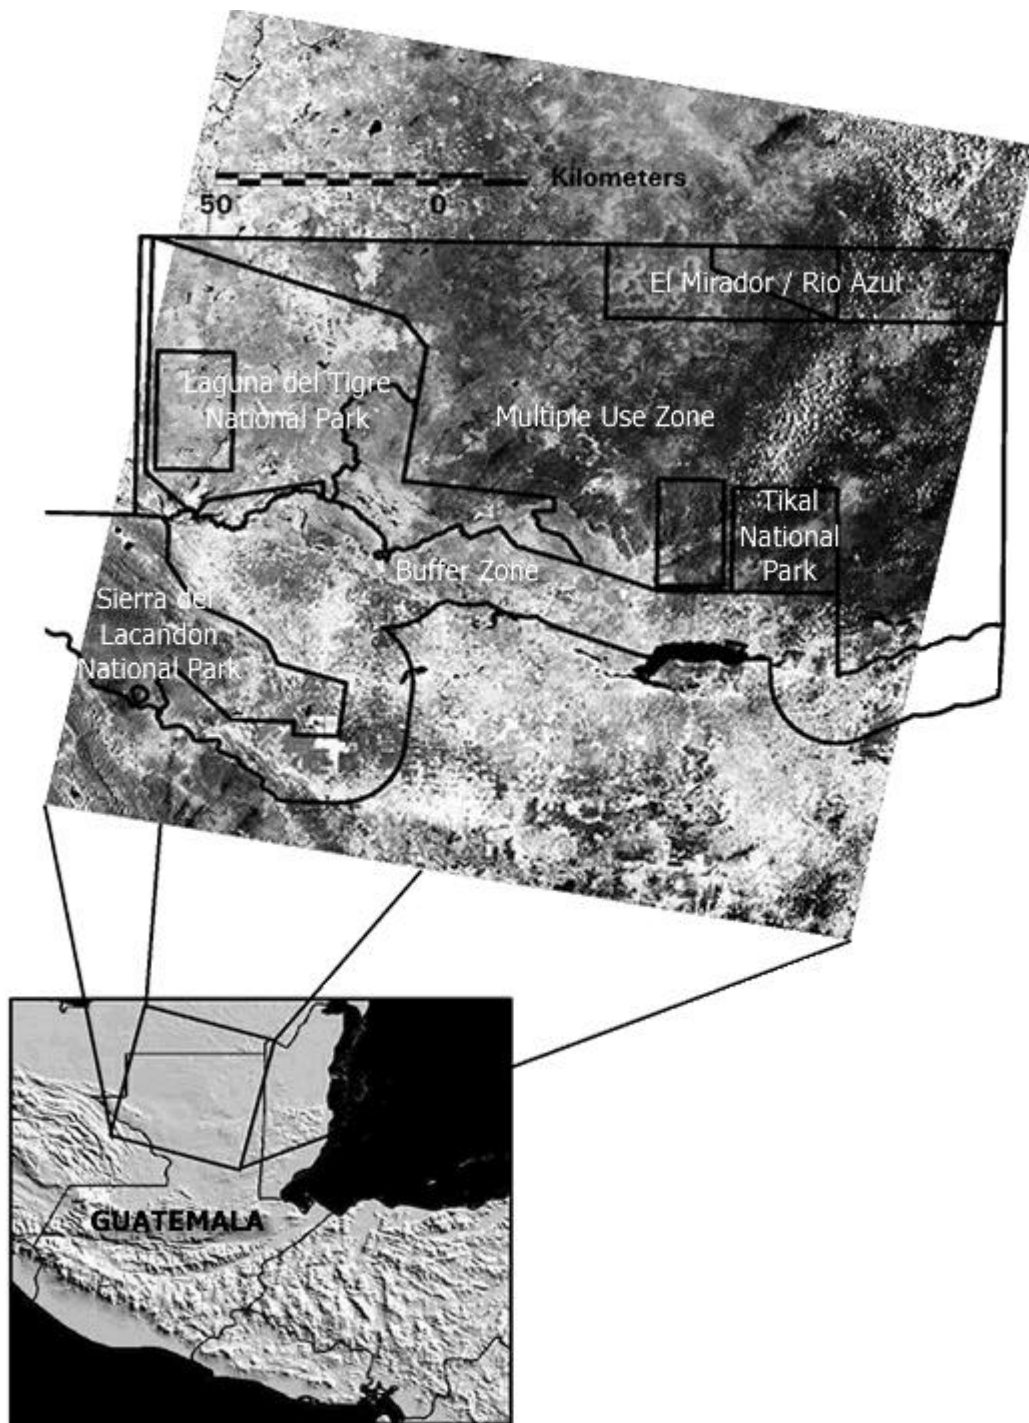 Kilometers
50 0
El Mirador / Rio Azul
Laguna del Tigre
National Park
Multiple Use Zone
Tikal
National
Park
Buffer Zone
Sierra del
Lacandon
National Park
GUATEMALA